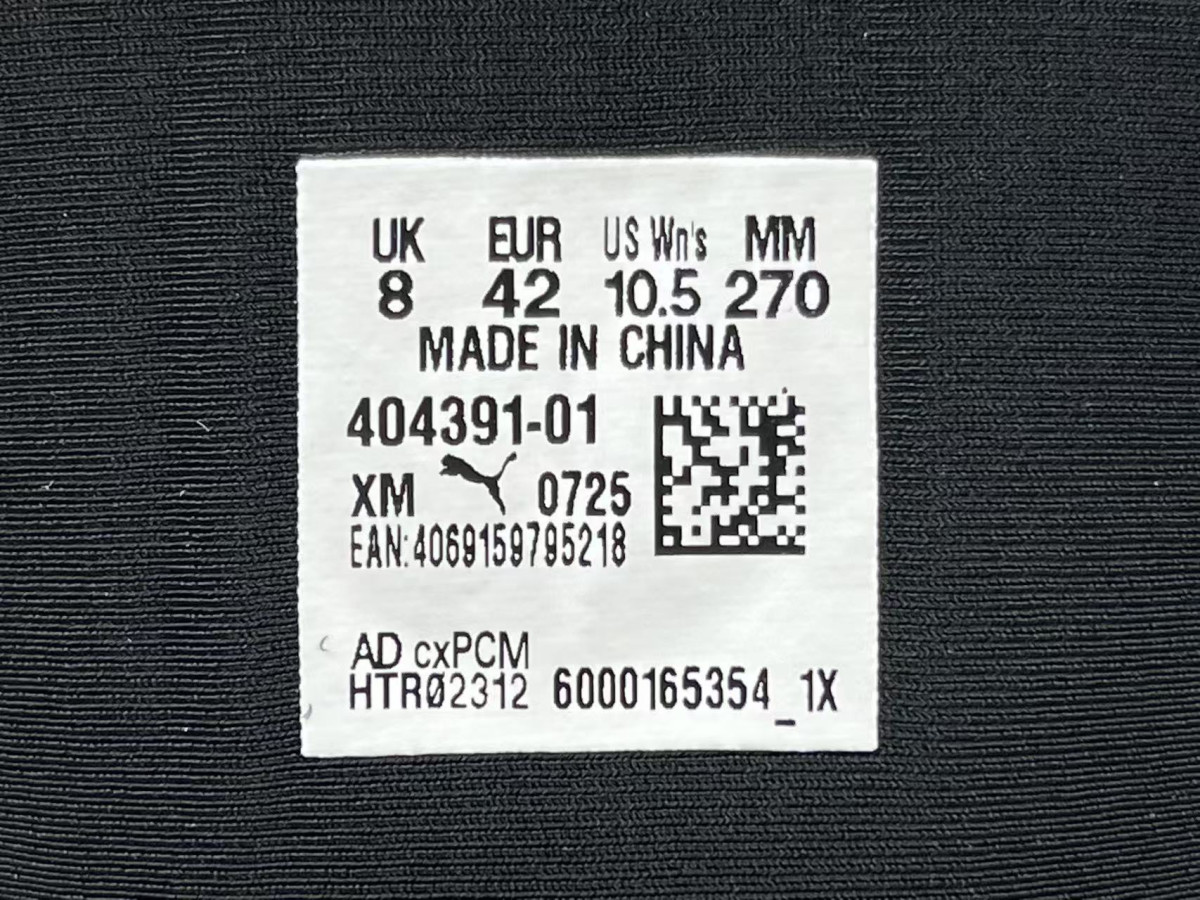 UK EUR US Wn's MM
8 42 10.5 270
MADE IN CHINA
404391-01
XM 0725
EAN:4069159795218
AD cxPCM
HTRØ2312 6000165354_1X